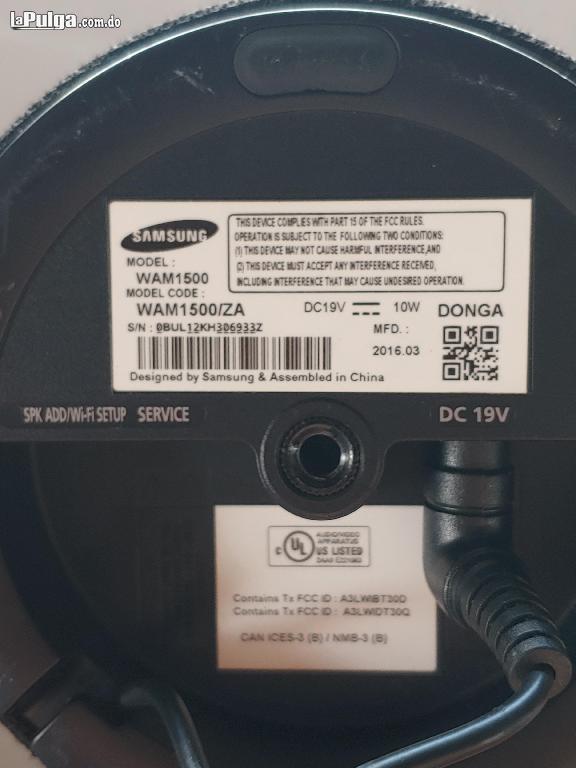 laPulga.com.do
SAMSUNG
MODEL :
WAM1500
MODEL CODE :
WAM1500/ZA
S/N : 0BUL12KH306933Z
THIS DEVICE COMPLIES WITH PART 15 OF THE FCC RULES.
OPERATION IS SUBJECT TO THE FOLLOWING TWO CONDITIONS:
(1) THIS DEVICE MAY NOT CAUSE HARMFUL INTERFERENCE,AND
(2) THIS DEVICE MUST ACCEPT ANY INTERFERENCE RECEIVED,
INCLUDING INTERFERENCE THAT MAY CAUSE UNDESIRED OPERATION.
DC19V 10W DONGA
MFD. :
2016.03
Designed by Samsung & Assembled in China
SPK ADD/Wi-Fi SETUP SERVICE
DC 19V
AUDIO/VIDEO
APPARATUS
c UL US LISTED
Contains Tx FCC ID : A3LWIBT30D
Contains Tx FCC ID : A3LWIDT30Q
CAN ICES-3 (B) / NMB-3 (B)